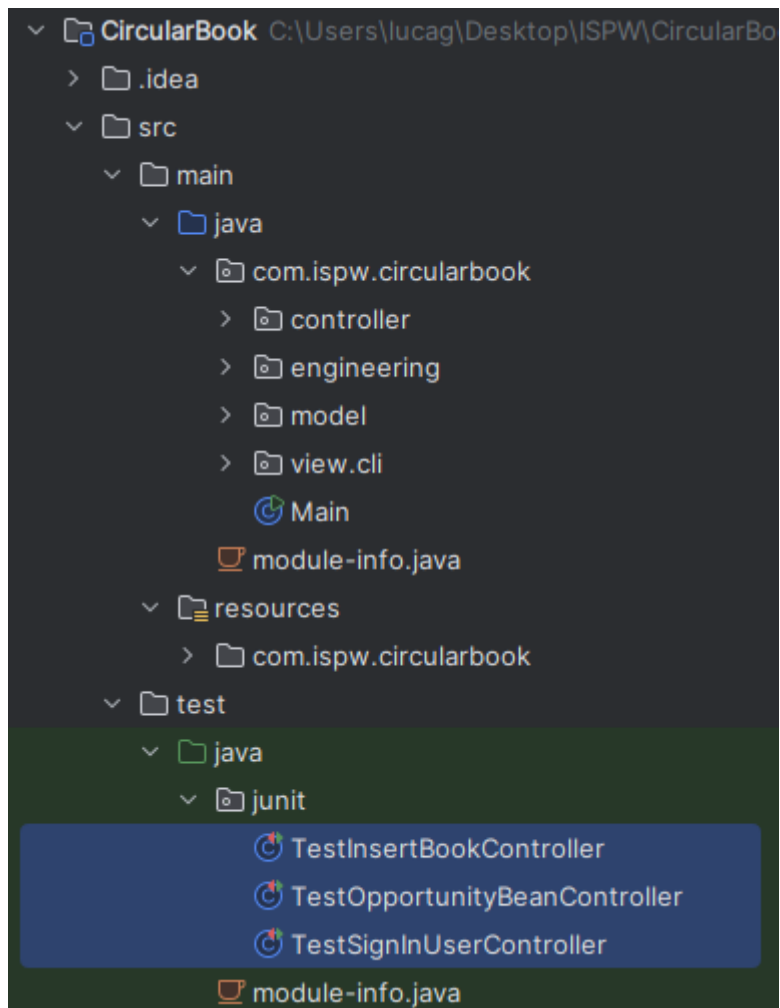 CircularBook C:\Users\lucag\Desktop\ISPW\CircularBo
.idea
src
main
java
com.ispw.circularbook
controller
engineering
model
view.cli
Main
module-info.java
resources
com.ispw.circularbook
test
java
junit
TestInsertBookController
TestOpportunityBeanController
TestSignInUserController
module-info.java